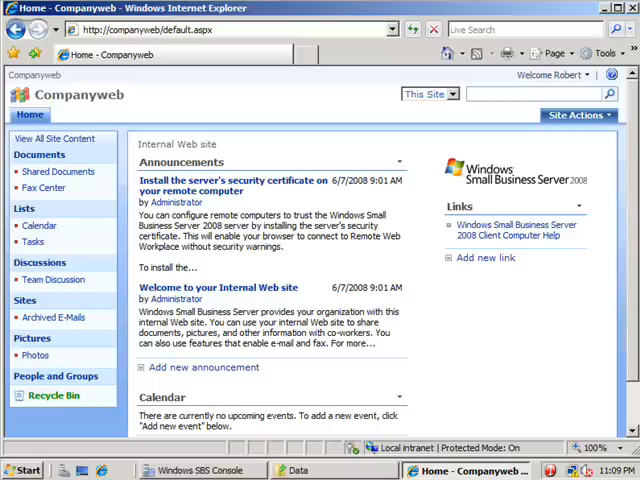 Home - Companyweb - Windows Internet Explorer
http://companyweb/default.aspx
Live Search
Home - Companyweb
Page
Tools
Companyweb
Welcome Robert
Companyweb
This Site
Home
Site Actions
View All Site Content
Documents
Shared Documents
Fax Center
Lists
Calendar
Tasks
Discussions
Team Discussion
Sites
Archived E-Mails
Pictures
Photos
People and Groups
Recycle Bin
Internal Web site
Announcements
Install the server's security certificate on your remote computer 6/7/2008 9:01 AM
by Administrator
You can configure remote computers to trust the Windows Small
Business Server 2008 server by installing the server's security
certificate. This will enable your browser to connect to Remote Web
Workplace without security warnings.
To install the...
Welcome to your Internal Web site 6/7/2008 9:01 AM
by Administrator
Windows Small Business Server provides your organization with this
internal Web site. You can use your internal Web site to share
documents, pictures, and other information with co-workers. You
can also use features that enable e-mail and fax. For more...
Add new announcement
Calendar
There are currently no upcoming events. To add a new event, click
"Add new event" below.
Windows
Small Business Server 2008
Links
Windows Small Business Server
2008 Client Computer Help
Add new link
Local intranet | Protected Mode: On
100%
Start
Windows SBS Console
Data
Home - Companyweb ...
11:09 PM